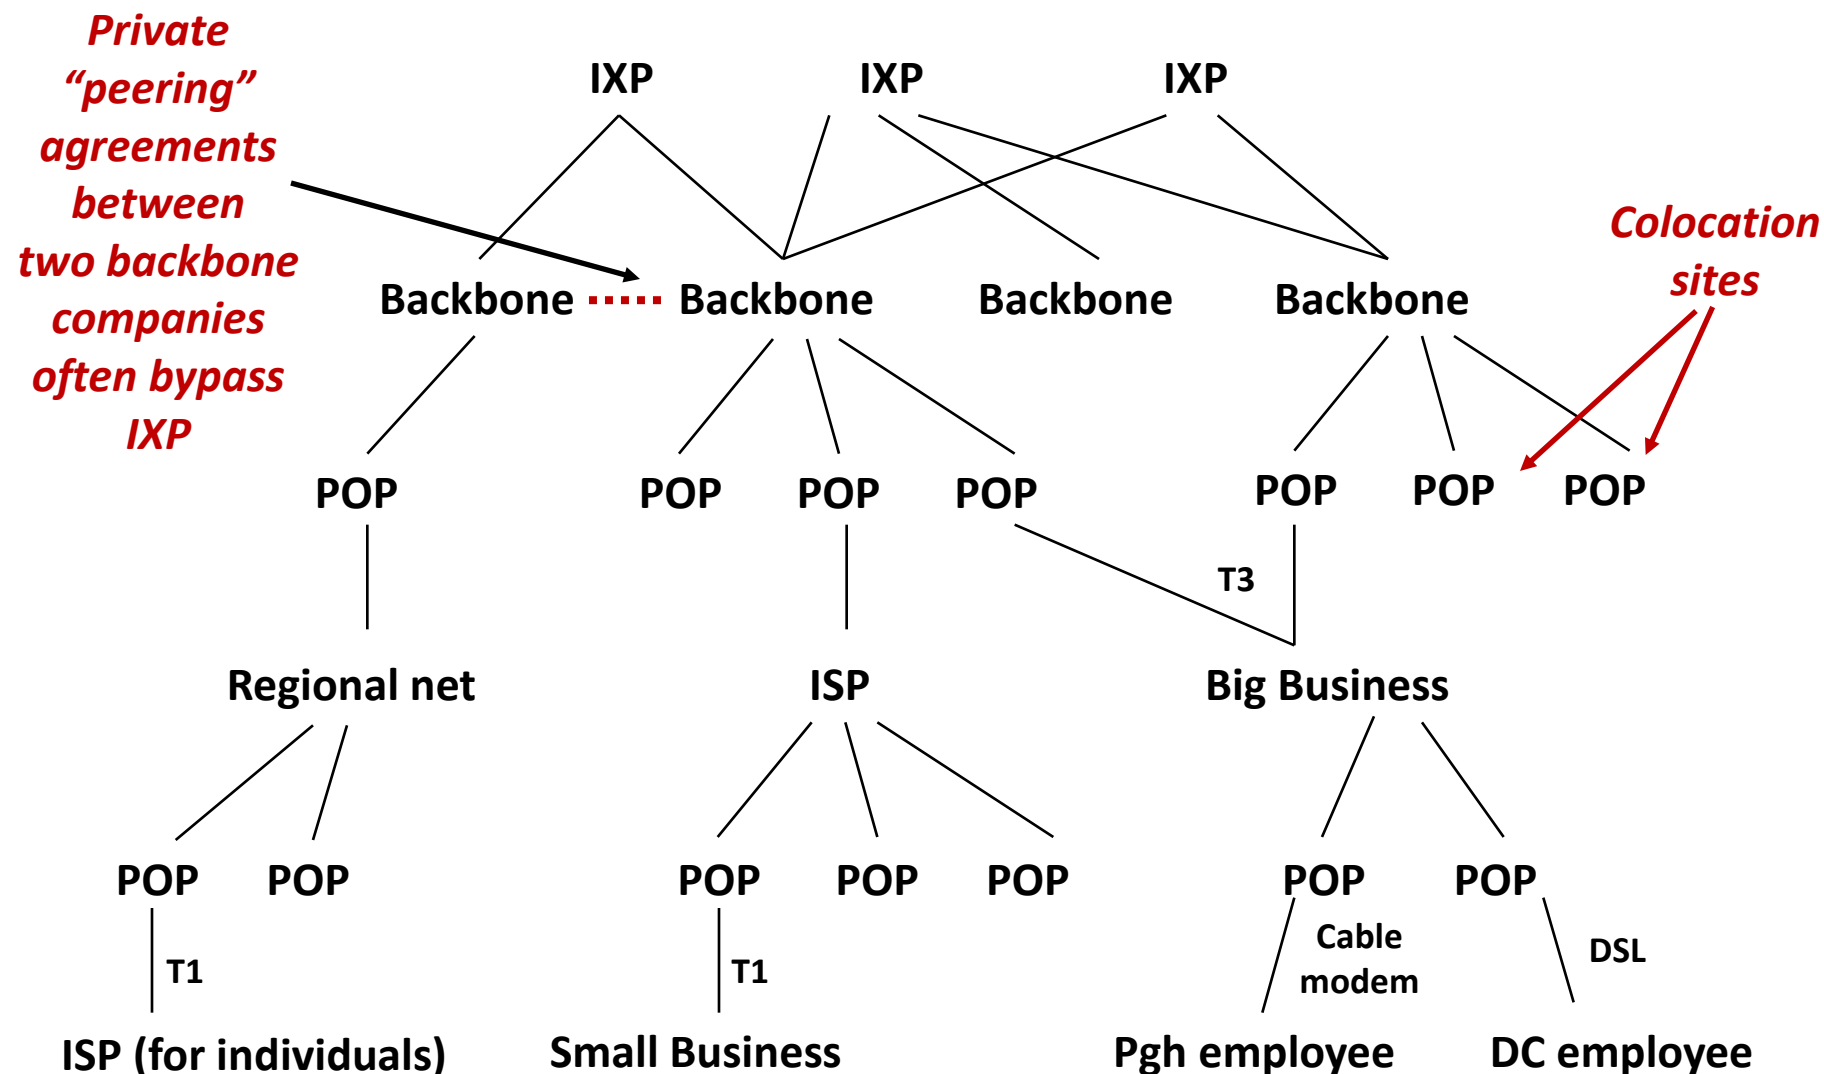 Private
“peering”
agreements
between
two backbone
companies
often bypass
IXP
IXP IXP IXP
Colocation
sites
Backbone Backbone Backbone Backbone
POP POP POP POP POP POP POP
T3
Regional net ISP Big Business
POP POP POP POP POP POP POP
T1 T1 Cable
modem DSL
ISP (for individuals) Small Business Pgh employee DC employee